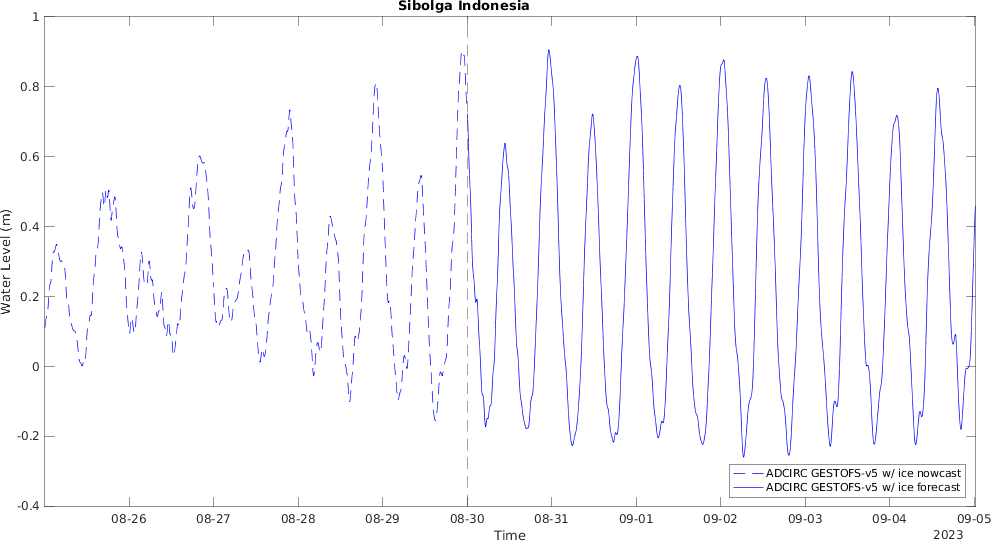 Sibolga Indonesia
1
0.8
0.6
0.4
0.2
0
-0.2
-0.4
Water Level (m)
ADCIRC GESTOFS-v5 w/ ice nowcast
ADCIRC GESTOFS-v5 w/ ice forecast
08-26 08-27 08-28 08-29 08-30 08-31 09-01 09-02 09-03 09-04 09-05
Time
2023